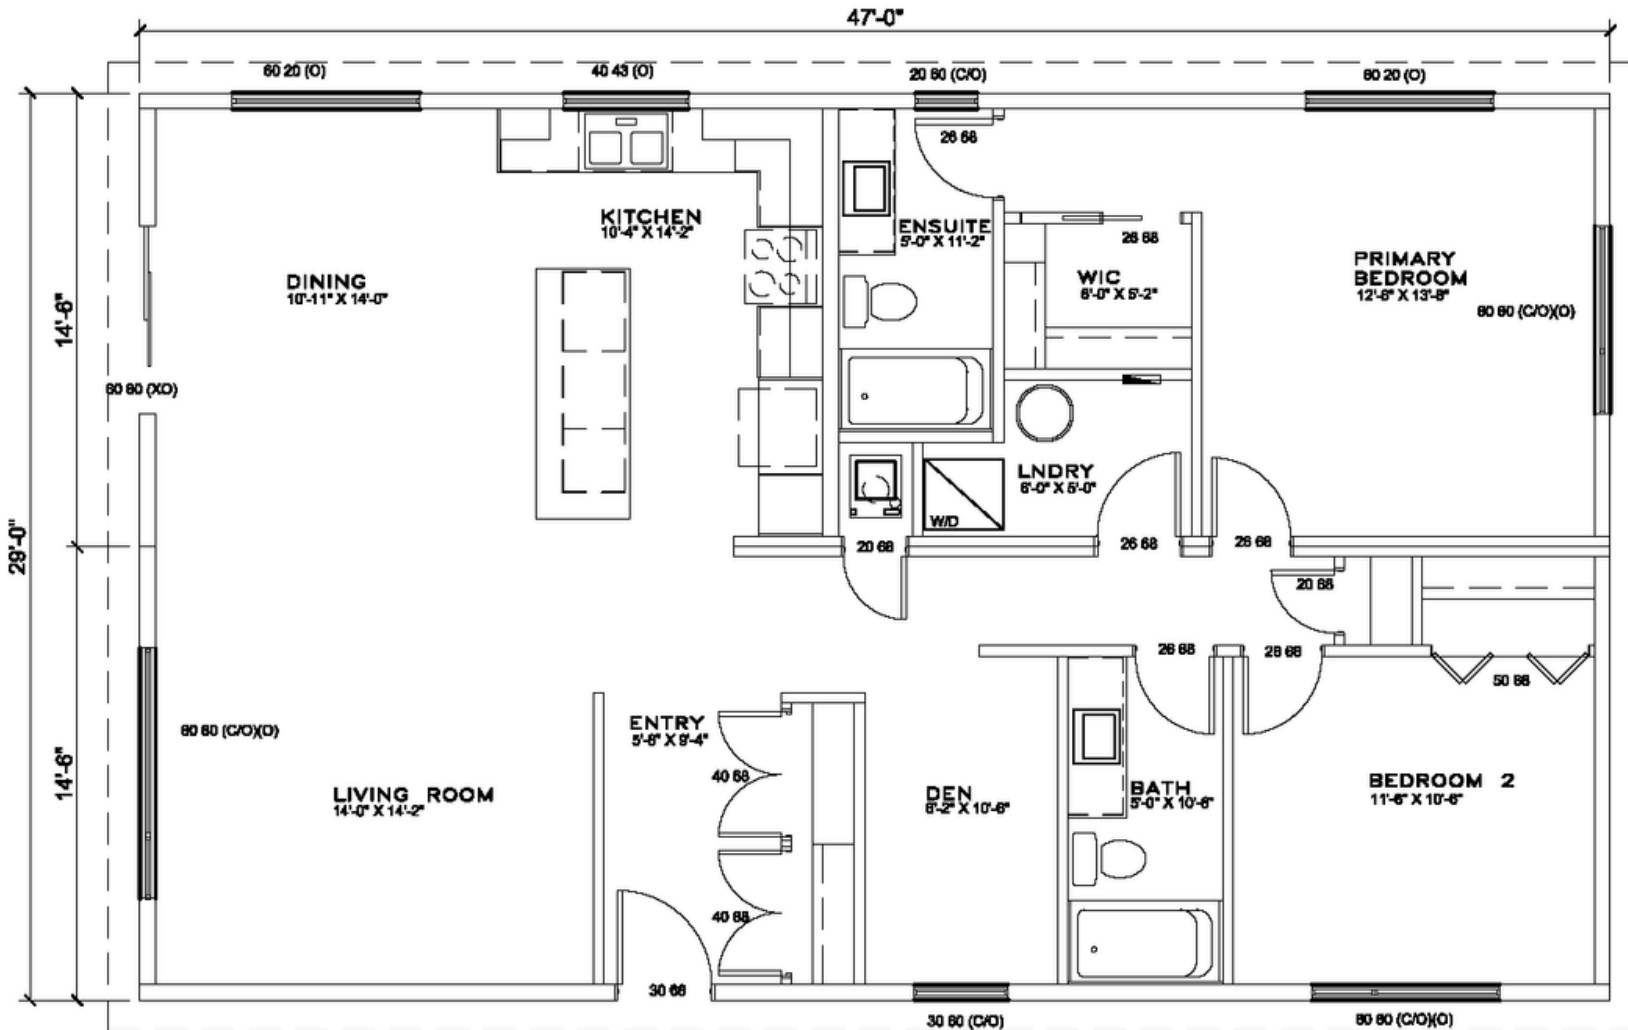 47'-0"
60 20 (O)
40 43 (O)
20 60 (C/O)
60 20 (O)
26 68
KITCHEN
10'-4" X 14'-2"
ENSUITE
5'-0" X 11'-2"
26 68
DINING
10'-11" X 14'-0"
WIC
6'-0" X 5'-2"
PRIMARY
BEDROOM
12'-6" X 13'-8"
60 60 (C/O)(O)
14'-6"
60 80 (XO)
LNDRY
6'-0" X 5'-0"
W/D
29'-0"
20 68
26 68
26 68
20 68
26 68
26 68
50 68
80 60 (C/O)(O)
ENTRY
5'-6" X 9'-4"
14'-6"
40 68
LIVING ROOM
14'-0" X 14'-2"
DEN
6'-2" X 10'-6"
BATH
5'-0" X 10'-6"
BEDROOM 2
11'-6" X 10'-6"
40 68
30 68
30 60 (C/O)
60 60 (C/O)(O)